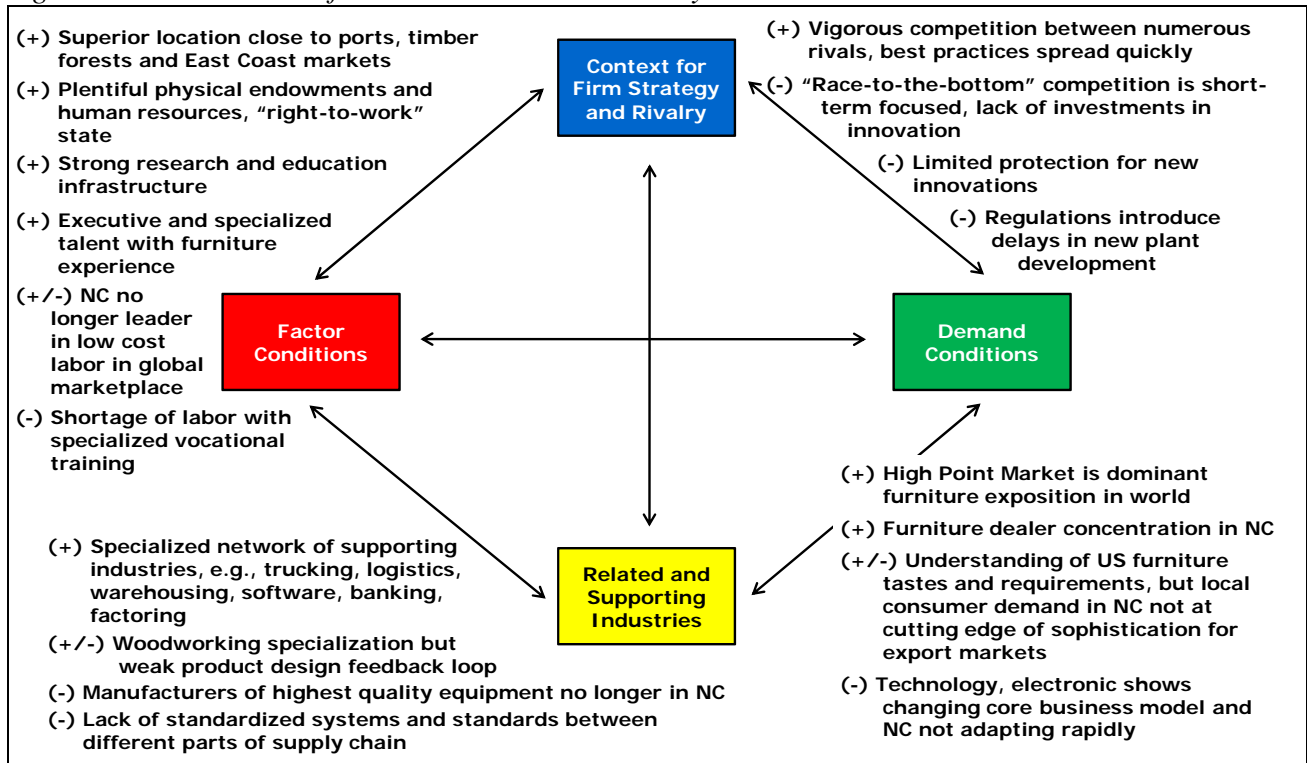 (+) Superior location close to ports, timber
forests and East Coast markets
(+) Plentiful physical endowments and
human resources, “right-to-work”
state
(+) Strong research and education
infrastructure
(+) Executive and specialized
talent with furniture
experience
(+/-) NC no
longer leader
in low cost
labor in global
marketplace
(-) Shortage of labor with
specialized vocational
training
Context for
Firm Strategy
and Rivalry
(+) Vigorous competition between numerous
rivals, best practices spread quickly
(-) “Race-to-the-bottom” competition is short-
term focused, lack of investments in
innovation
(-) Limited protection for new
innovations
(-) Regulations introduce
delays in new plant
development
Factor
Conditions
Demand
Conditions
(+) Specialized network of supporting
industries, e.g., trucking, logistics,
warehousing, software, banking,
factoring
(+/-) Woodworking specialization but
weak product design feedback loop
(-) Manufacturers of highest quality equipment no longer in NC
(-) Lack of standardized systems and standards between
different parts of supply chain
Related and
Supporting
Industries
(+) High Point Market is dominant
furniture exposition in world
(+) Furniture dealer concentration in NC
(+/-) Understanding of US furniture
tastes and requirements, but local
consumer demand in NC not at
cutting edge of sophistication for
export markets
(-) Technology, electronic shows
changing core business model and
NC not adapting rapidly